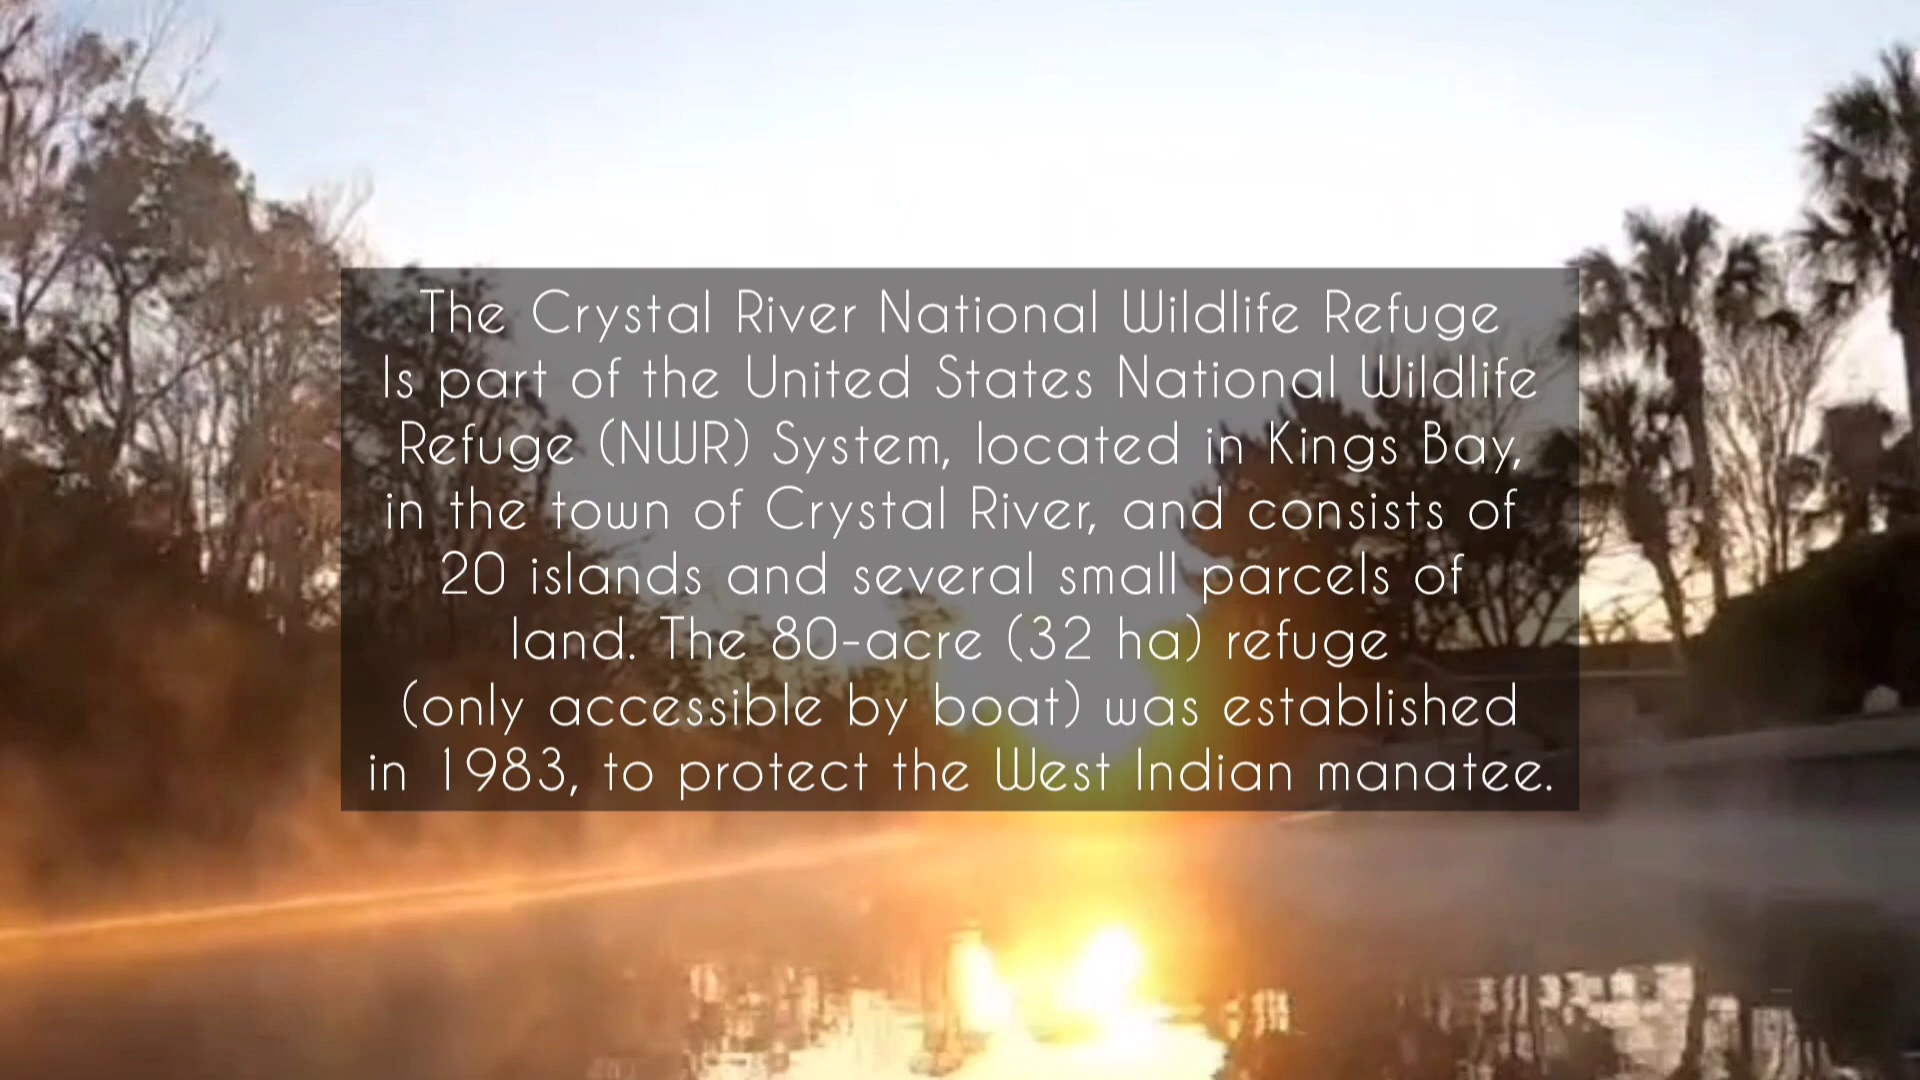 The Crystal River National Wildlife Refuge
Is part of the United States National Wildlife
Refuge (NWR) System, located in Kings Bay,
in the town of Crystal River, and consists of
20 islands and several small parcels of
land. The 80-acre (32 ha) refuge
(only accessible by boat) was established
in 1983, to protect the West Indian manatee.